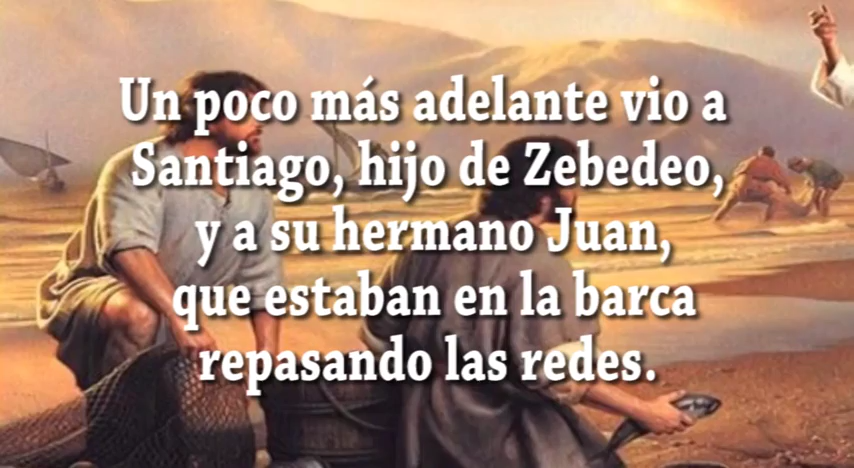 Un poco más adelante vio a
Santiago, hijo de Zebedeo,
y a su hermano Juan,
que estaban en la barca
repasando las redes.